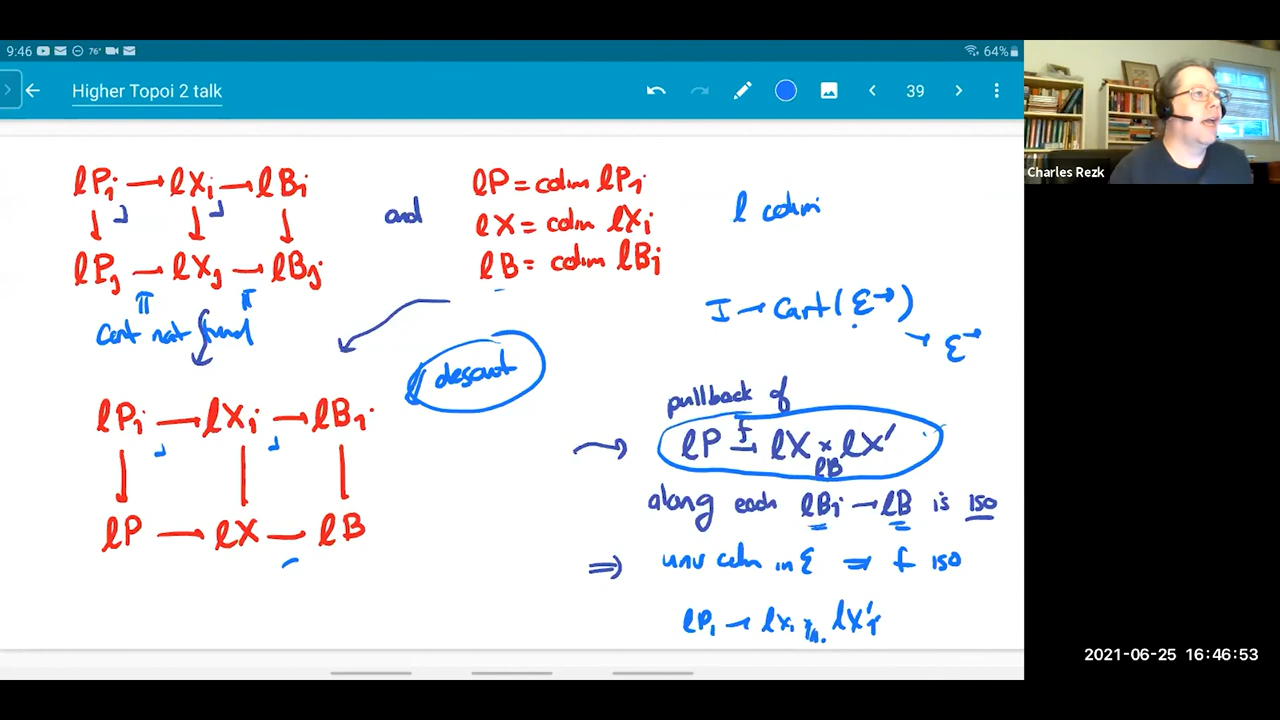 9:46 76° 64%
Higher Topoi 2 talk 39
Charles Rezk
ℓPi → ℓXi → ℓBi
ℓPj → ℓXj → ℓBj
Cart nat
and
ℓP = colim ℓPi
ℓX = colim ℓXi
ℓB = colim ℓBi
ℓ colim
I → Cart(ℰ→)
→ ℰ→
descent
ℓPi → ℓXi → ℓBi
ℓP → ℓX → ℓB
pullback of
ℓP f→ ℓX ×ℓB ℓX′
along each ℓBi → ℓB is iso
⇒ univ colim in ℰ ⇒ f iso
ℓPi → ℓXi × ℓX′i
2021-06-25 16:46:53